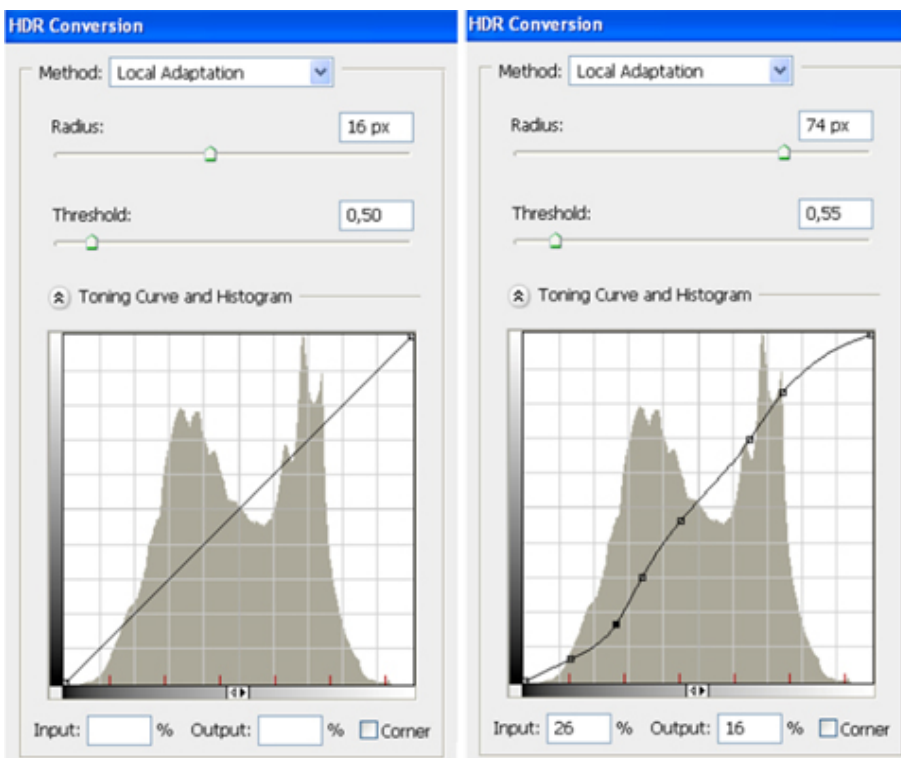 HDR Conversion
Method: Local Adaptation
Radius: 16 px
Threshold: 0,50
Toning Curve and Histogram
Input: % Output: % Corner
HDR Conversion
Method: Local Adaptation
Radius: 74 px
Threshold: 0,55
Toning Curve and Histogram
Input: 26 % Output: 16 % Corner